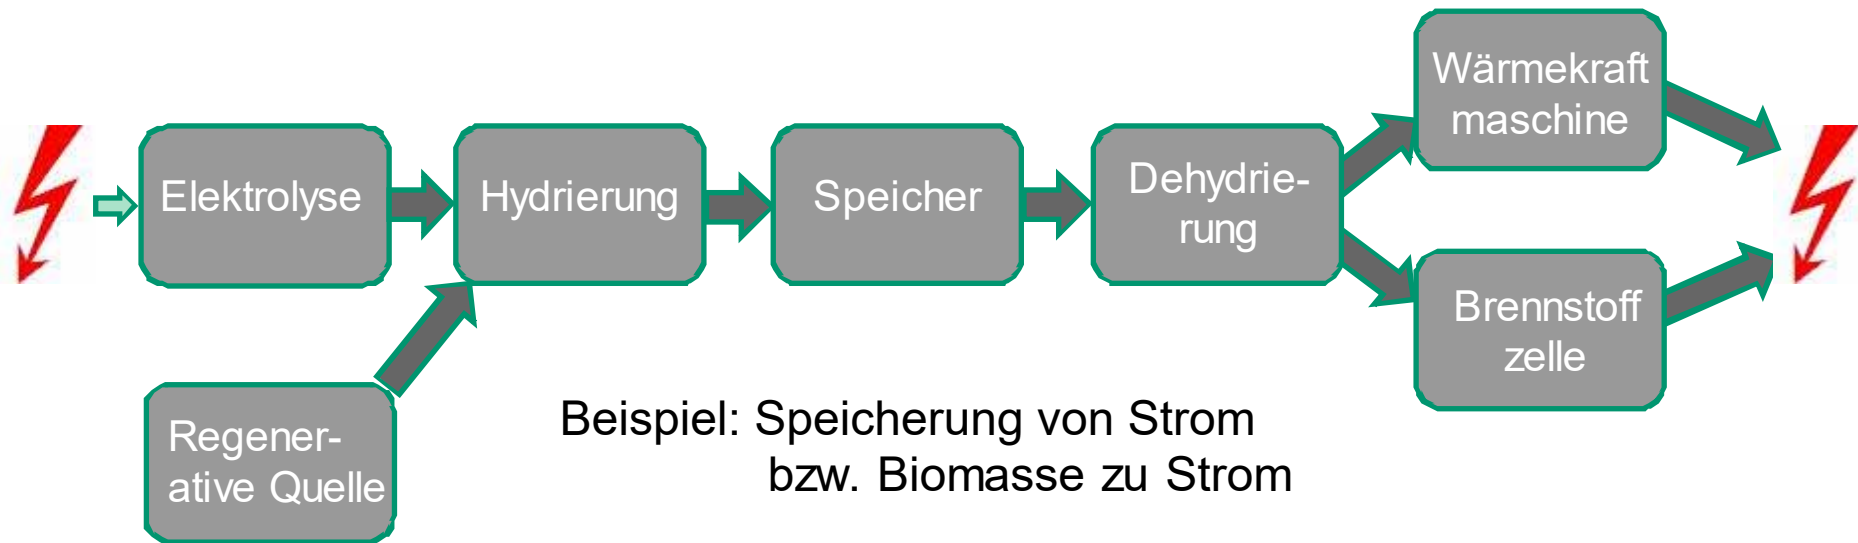 Elektrolyse
Hydrierung
Speicher
Dehydrie-
rung
Wärmekraft
maschine
Brennstoff
zelle
Regener-
ative Quelle
Beispiel: Speicherung von Strom
bzw. Biomasse zu Strom